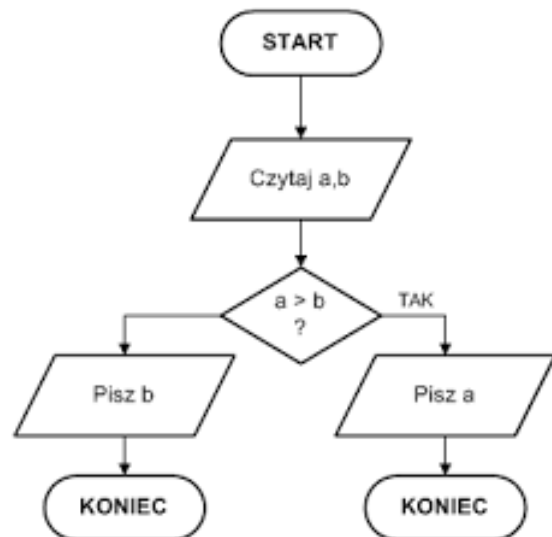 START
Czytaj a,b
a > b
?
TAK
Pisz b
Pisz a
KONIEC
KONIEC